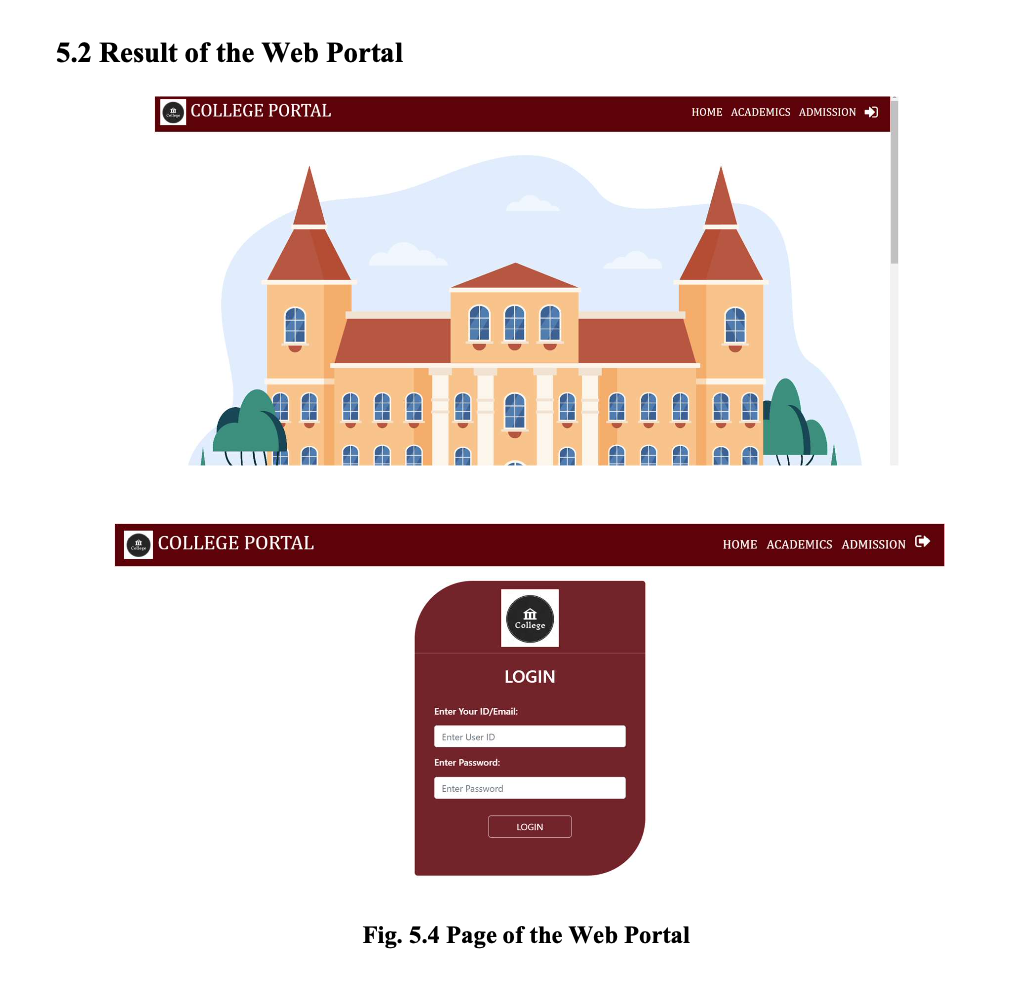 5.2 Result of the Web Portal
College
COLLEGE PORTAL
HOME ACADEMICS ADMISSION
College
COLLEGE PORTAL
HOME ACADEMICS ADMISSION
College
LOGIN
Enter Your ID/Email:
Enter User ID
Enter Password:
Enter Password
LOGIN
Fig. 5.4 Page of the Web Portal